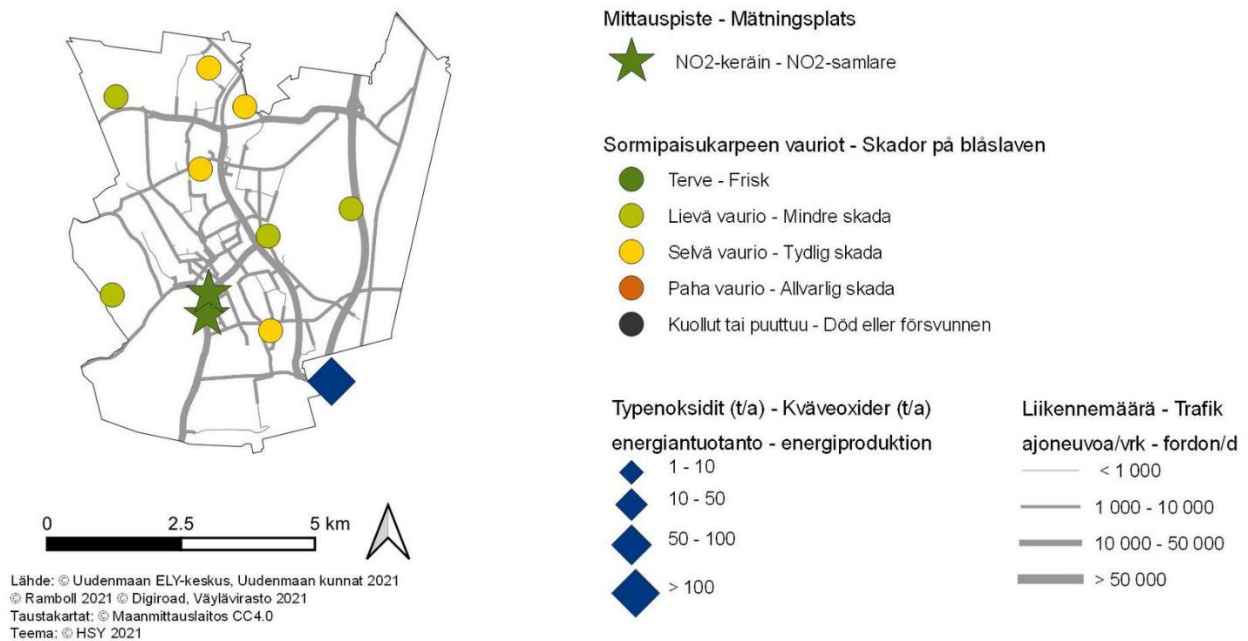 Mittauspiste - Mätningsplats
NO2-keräin - NO2-samlare
Sormipaisukarpeen vauriot - Skador på blåslaven
Terve - Frisk
Lievä vaurio - Mindre skada
Selvä vaurio - Tydlig skada
Paha vaurio - Allvarlig skada
Kuollut tai puuttuu - Död eller försvunnen
Typenoksidit (t/a) - Kväveoxider (t/a)
energiantuotanto - energiproduktion
1 - 10
10 - 50
50 - 100
> 100
Liikennemäärä - Trafik
ajoneuvoa/vrk - fordon/d
< 1 000
1 000 - 10 000
10 000 - 50 000
> 50 000
0 2.5 5 km
Lähde: © Uudenmaan ELY-keskus, Uudenmaan kunnat 2021
© Ramboll 2021 © Digiroad, Väylävirasto 2021
Taustakartat: © Maanmittauslaitos CC4.0
Teema: © HSY 2021